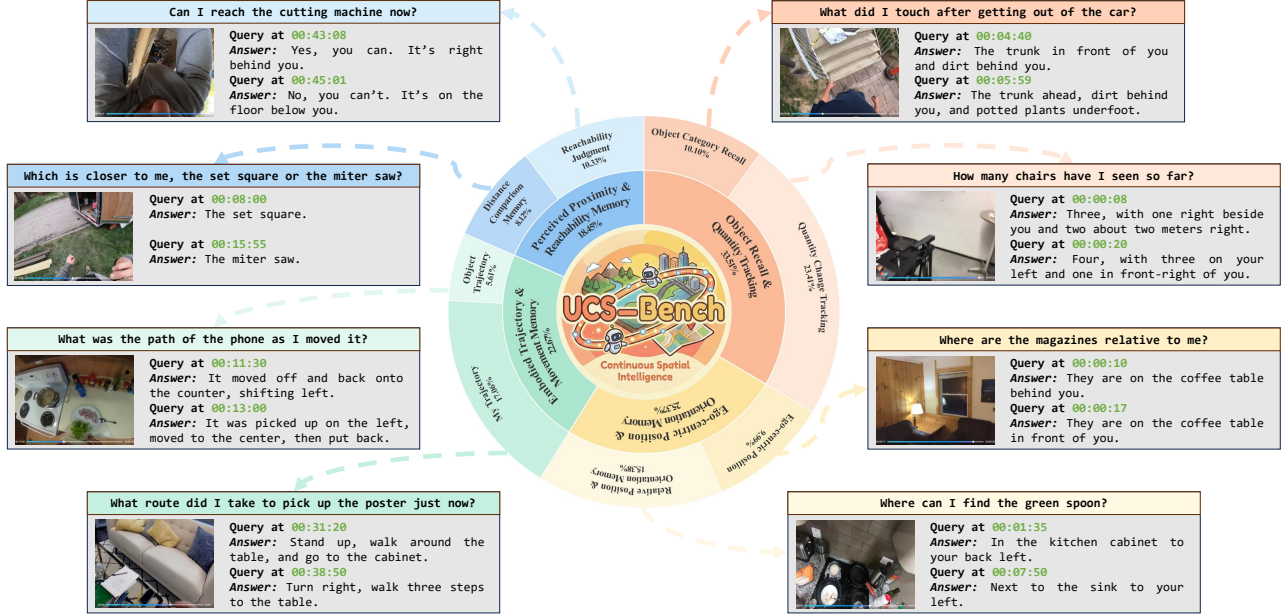 Can I reach the cutting machine now?
Query at 00:43:08
Answer: Yes, you can. It's right
behind you.
Query at 00:45:01
Answer: No, you can't. It's on the
floor below you.
What did I touch after getting out of the car?
Query at 00:04:40
Answer: The trunk in front of you
and dirt behind you.
Query at 00:05:59
Answer: The trunk ahead, dirt behind
you, and potted plants underfoot.
Which is closer to me, the set square or the miter saw?
Query at 00:08:00
Answer: The set square.
Query at 00:15:55
Answer: The miter saw.
How many chairs have I seen so far?
Query at 00:00:08
Answer: Three, with one right beside
you and two about two meters right.
Query at 00:00:20
Answer: Four, with three on your
left and one in front-right of you.
What was the path of the phone as I moved it?
Query at 00:11:30
Answer: It moved off and back onto
the counter, shifting left.
Query at 00:13:00
Answer: It was picked up on the left,
moved to the center, then put back.
Where are the magazines relative to me?
Query at 00:00:10
Answer: They are on the coffee table
behind you.
Query at 00:00:17
Answer: They are on the coffee table
in front of you.
What route did I take to pick up the poster just now?
Query at 00:31:20
Answer: Stand up, walk around the
table, and go to the cabinet.
Query at 00:38:50
Answer: Turn right, walk three steps
to the table.
Where can I find the green spoon?
Query at 00:01:35
Answer: In the kitchen cabinet to
your back left.
Query at 00:07:50
Answer: Next to the sink to your
left.
Reachability
Judgment
10.33%
Object Category Recall
10.10%
Distance
Comparison
Memory
8.12%
Perceived Proximity &
Reachability Memory
18.45%
Object Recall &
Quantity Tracking
33.51%
Quantity Change Tracking
23.41%
Object
Trajectory
5.61%
Embodied Trajectory &
Movement Memory
22.67%
My Trajectory
17.06%
Ego-centric Position &
Orientation Memory
25.37%
Relative Position &
Orientation Memory
15.38%
Ego-centric Position
9.99%
UCS-Bench
Continuous Spatial
Intelligence